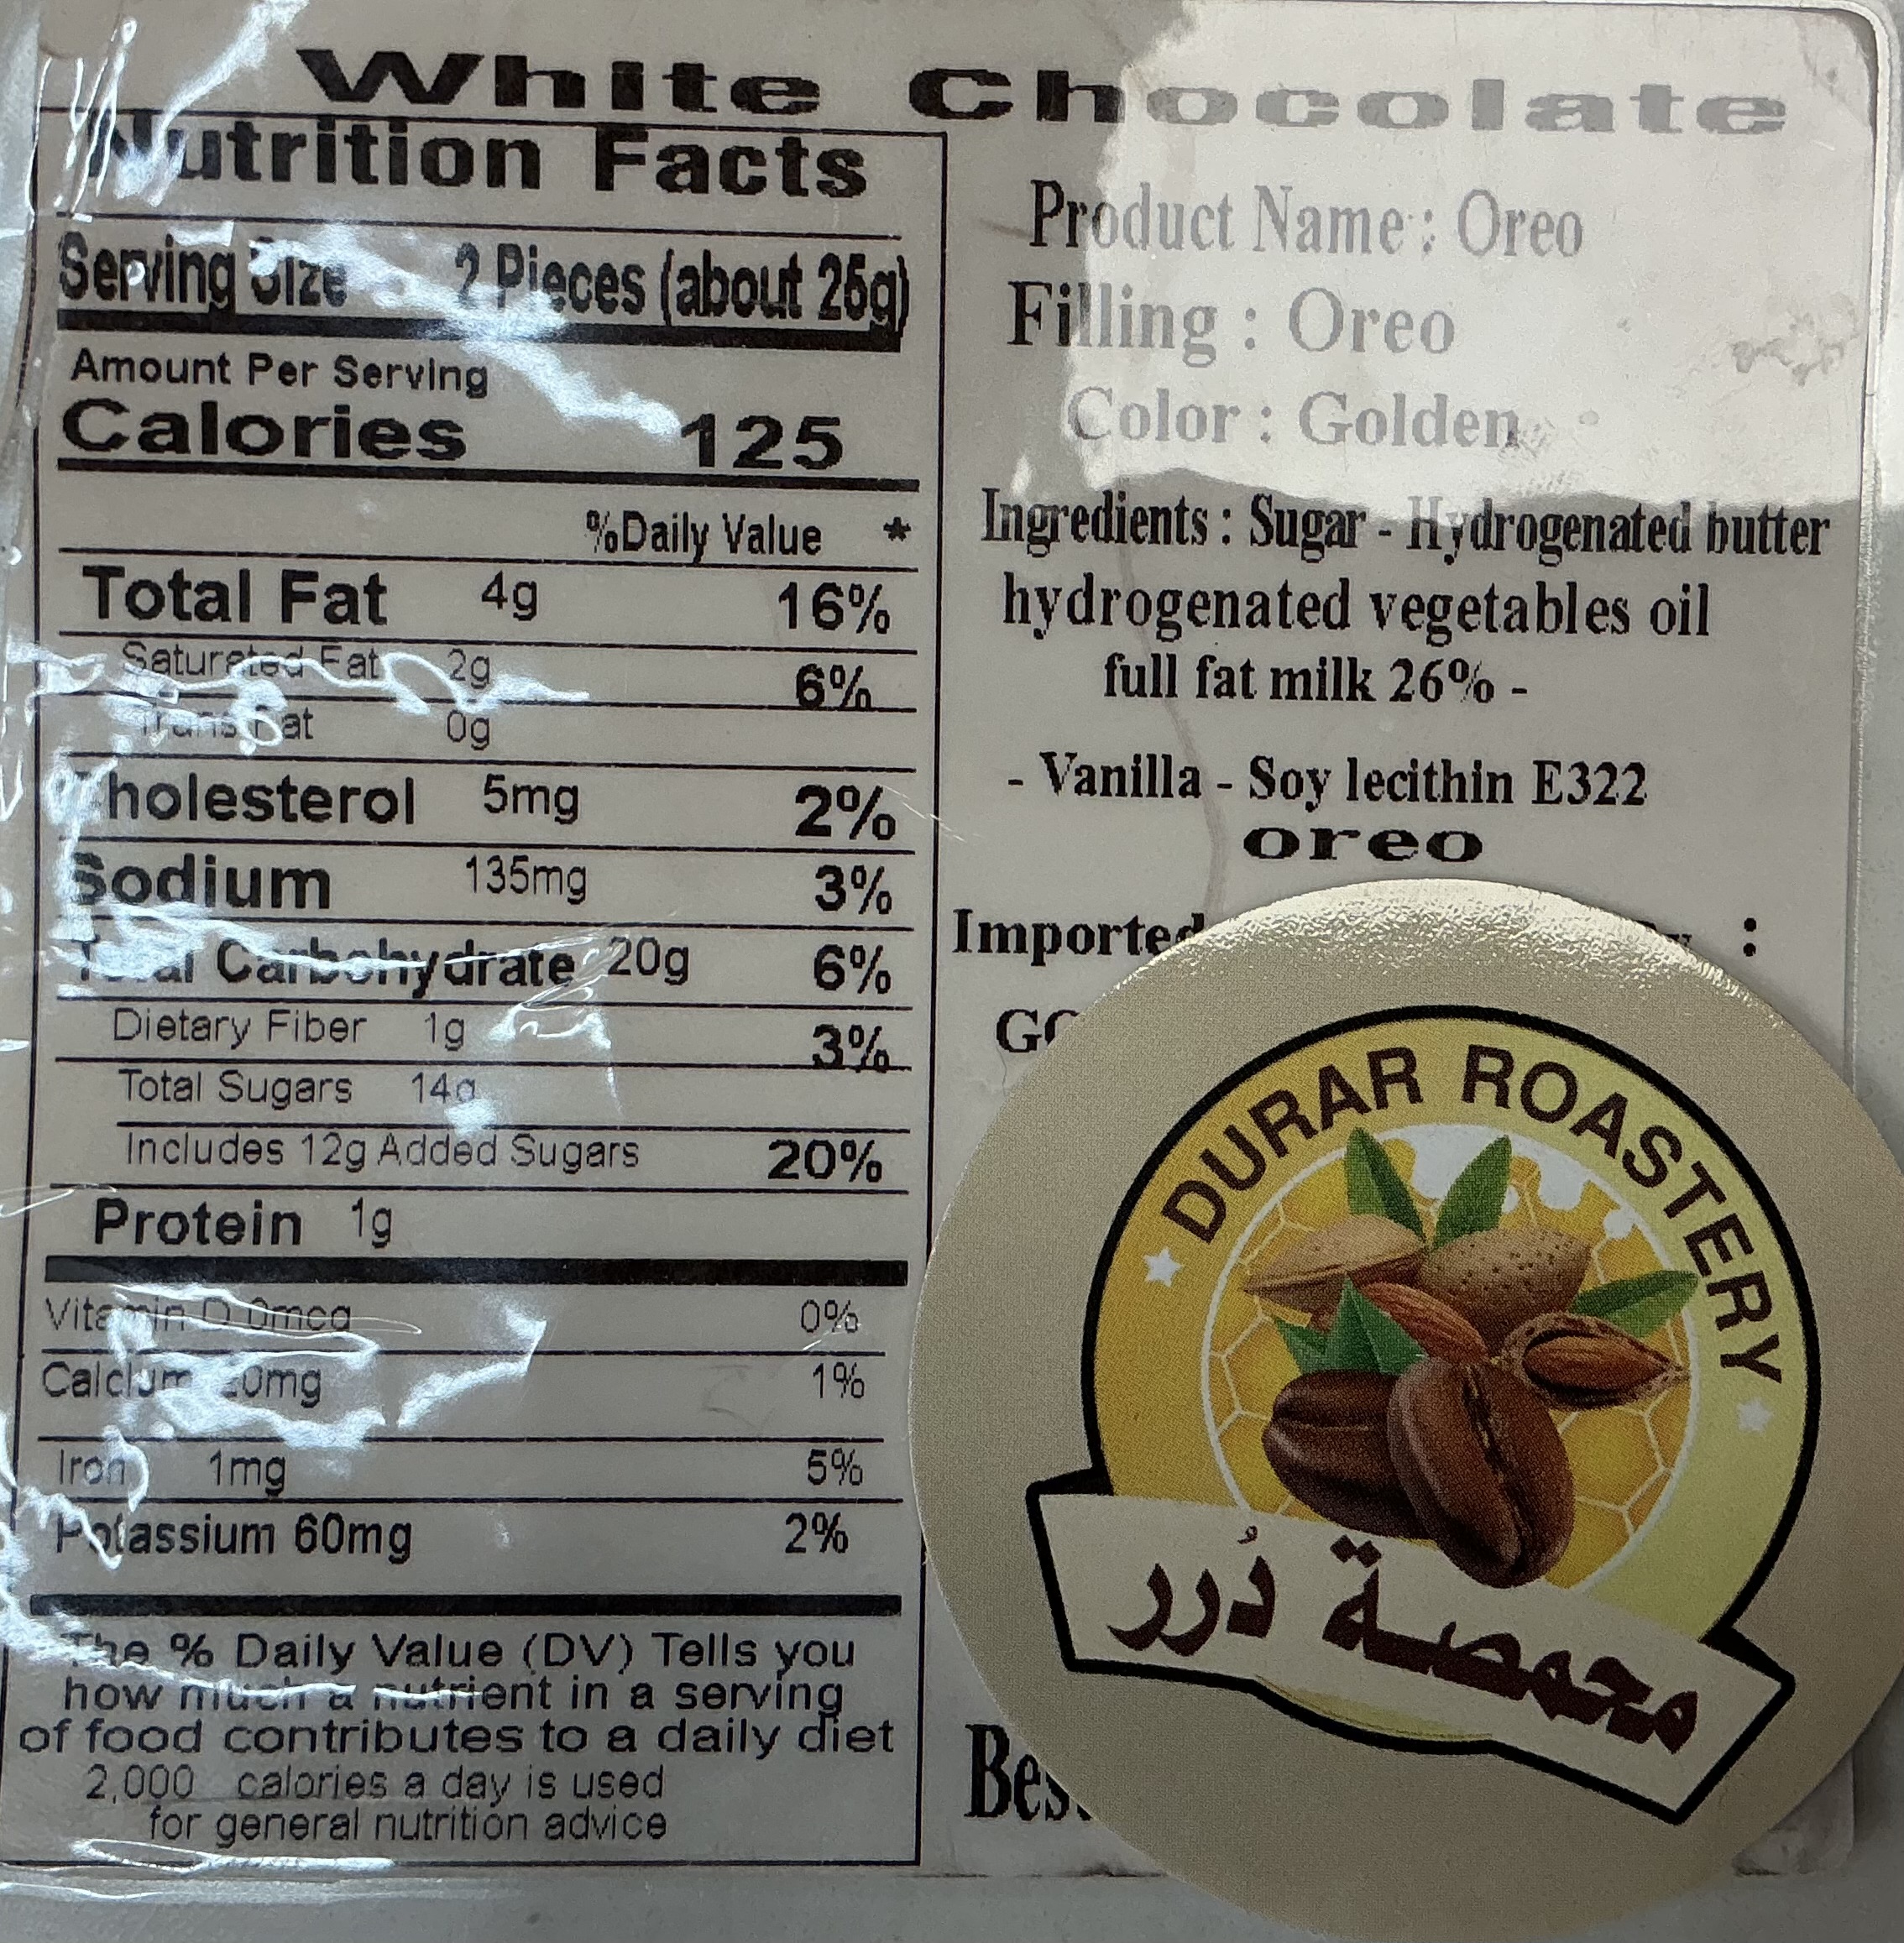 White Chocolate
Nutrition Facts
Serving Size 2 Pieces (about 25g)
Amount Per Serving
Calories 125
%Daily Value *
Total Fat 4g 16%
Saturated Fat 2g 6%
Trans Fat 0g
Cholesterol 5mg 2%
Sodium 135mg 3%
Total Carbohydrate 20g 6%
Dietary Fiber 1g 3%
Total Sugars 14g
Includes 12g Added Sugars 20%
Protein 1g
Vitamin D 0mcg 0%
Calcium 1%
Iron 1mg 5%
Potassium 60mg 2%
The % Daily Value (DV) Tells you
how much a nutrient in a serving
of food contributes to a daily diet
2,000 calories a day is used
for general nutrition advice
Product Name : Oreo
Filling : Oreo
Color : Golden
Ingredients : Sugar - Hydrogenated butter
hydrogenated vegetables oil
full fat milk 26% -
- Vanilla - Soy lecithin E322
oreo
Imported :
DURAR ROASTERY
محمصة دُرر